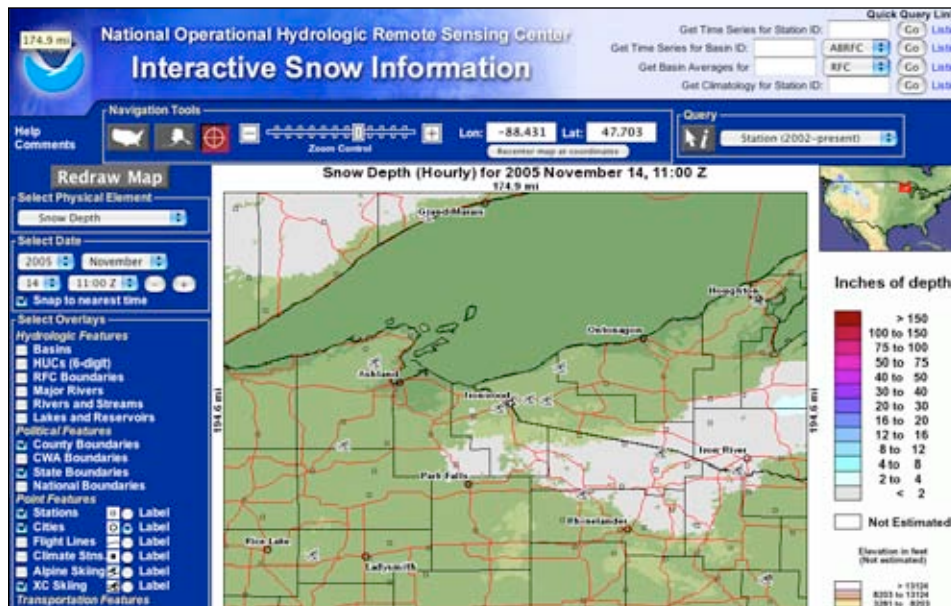 174.9 mi
National Operational Hydrologic Remote Sensing Center
Interactive Snow Information
Quick Query
Get Time Series for Station ID: Go
Get Time Series for Basin ID: ABRFC Go
Get Basin Averages for RFC Go
Get Climatology for Station ID: Go
Help
Comments
Navigation Tools
Zoom Control
Lon: -88.431 Lat: 47.703
Recenter map at coordinates
Query
Station (2002-present)
Redraw Map
Select Physical Element
Snow Depth
Select Date
2005 November
14 11:00 Z
Snap to nearest time
Select Overlays
Hydrologic Features
Basins
HUCs (6-digit)
RFC Boundaries
Major Rivers
Rivers and Streams
Lakes and Reservoirs
Political Features
County Boundaries
CWA Boundaries
State Boundaries
National Boundaries
Point Features
Stations Label
Cities Label
Flight Lines Label
Climate Stns. Label
Alpine Skiing Label
XC Skiing Label
Transportation Features
Snow Depth (Hourly) for 2005 November 14, 11:00 Z
174.9 mi
194.6 mi
194.6 mi
Grand Marais
Houghton
Ontonagon
Ashland
Ironwood
Iron River
Park Falls
Rhinelander
Rice Lake
Ladysmith
Inches of depth
> 150
100 to 150
75 to 100
50 to 75
40 to 50
30 to 40
20 to 30
16 to 20
12 to 16
8 to 12
4 to 8
2 to 4
< 2
Not Estimated
Elevation in feet
(Not estimated)
> 13124
8203 to 13124
3281 to 8203